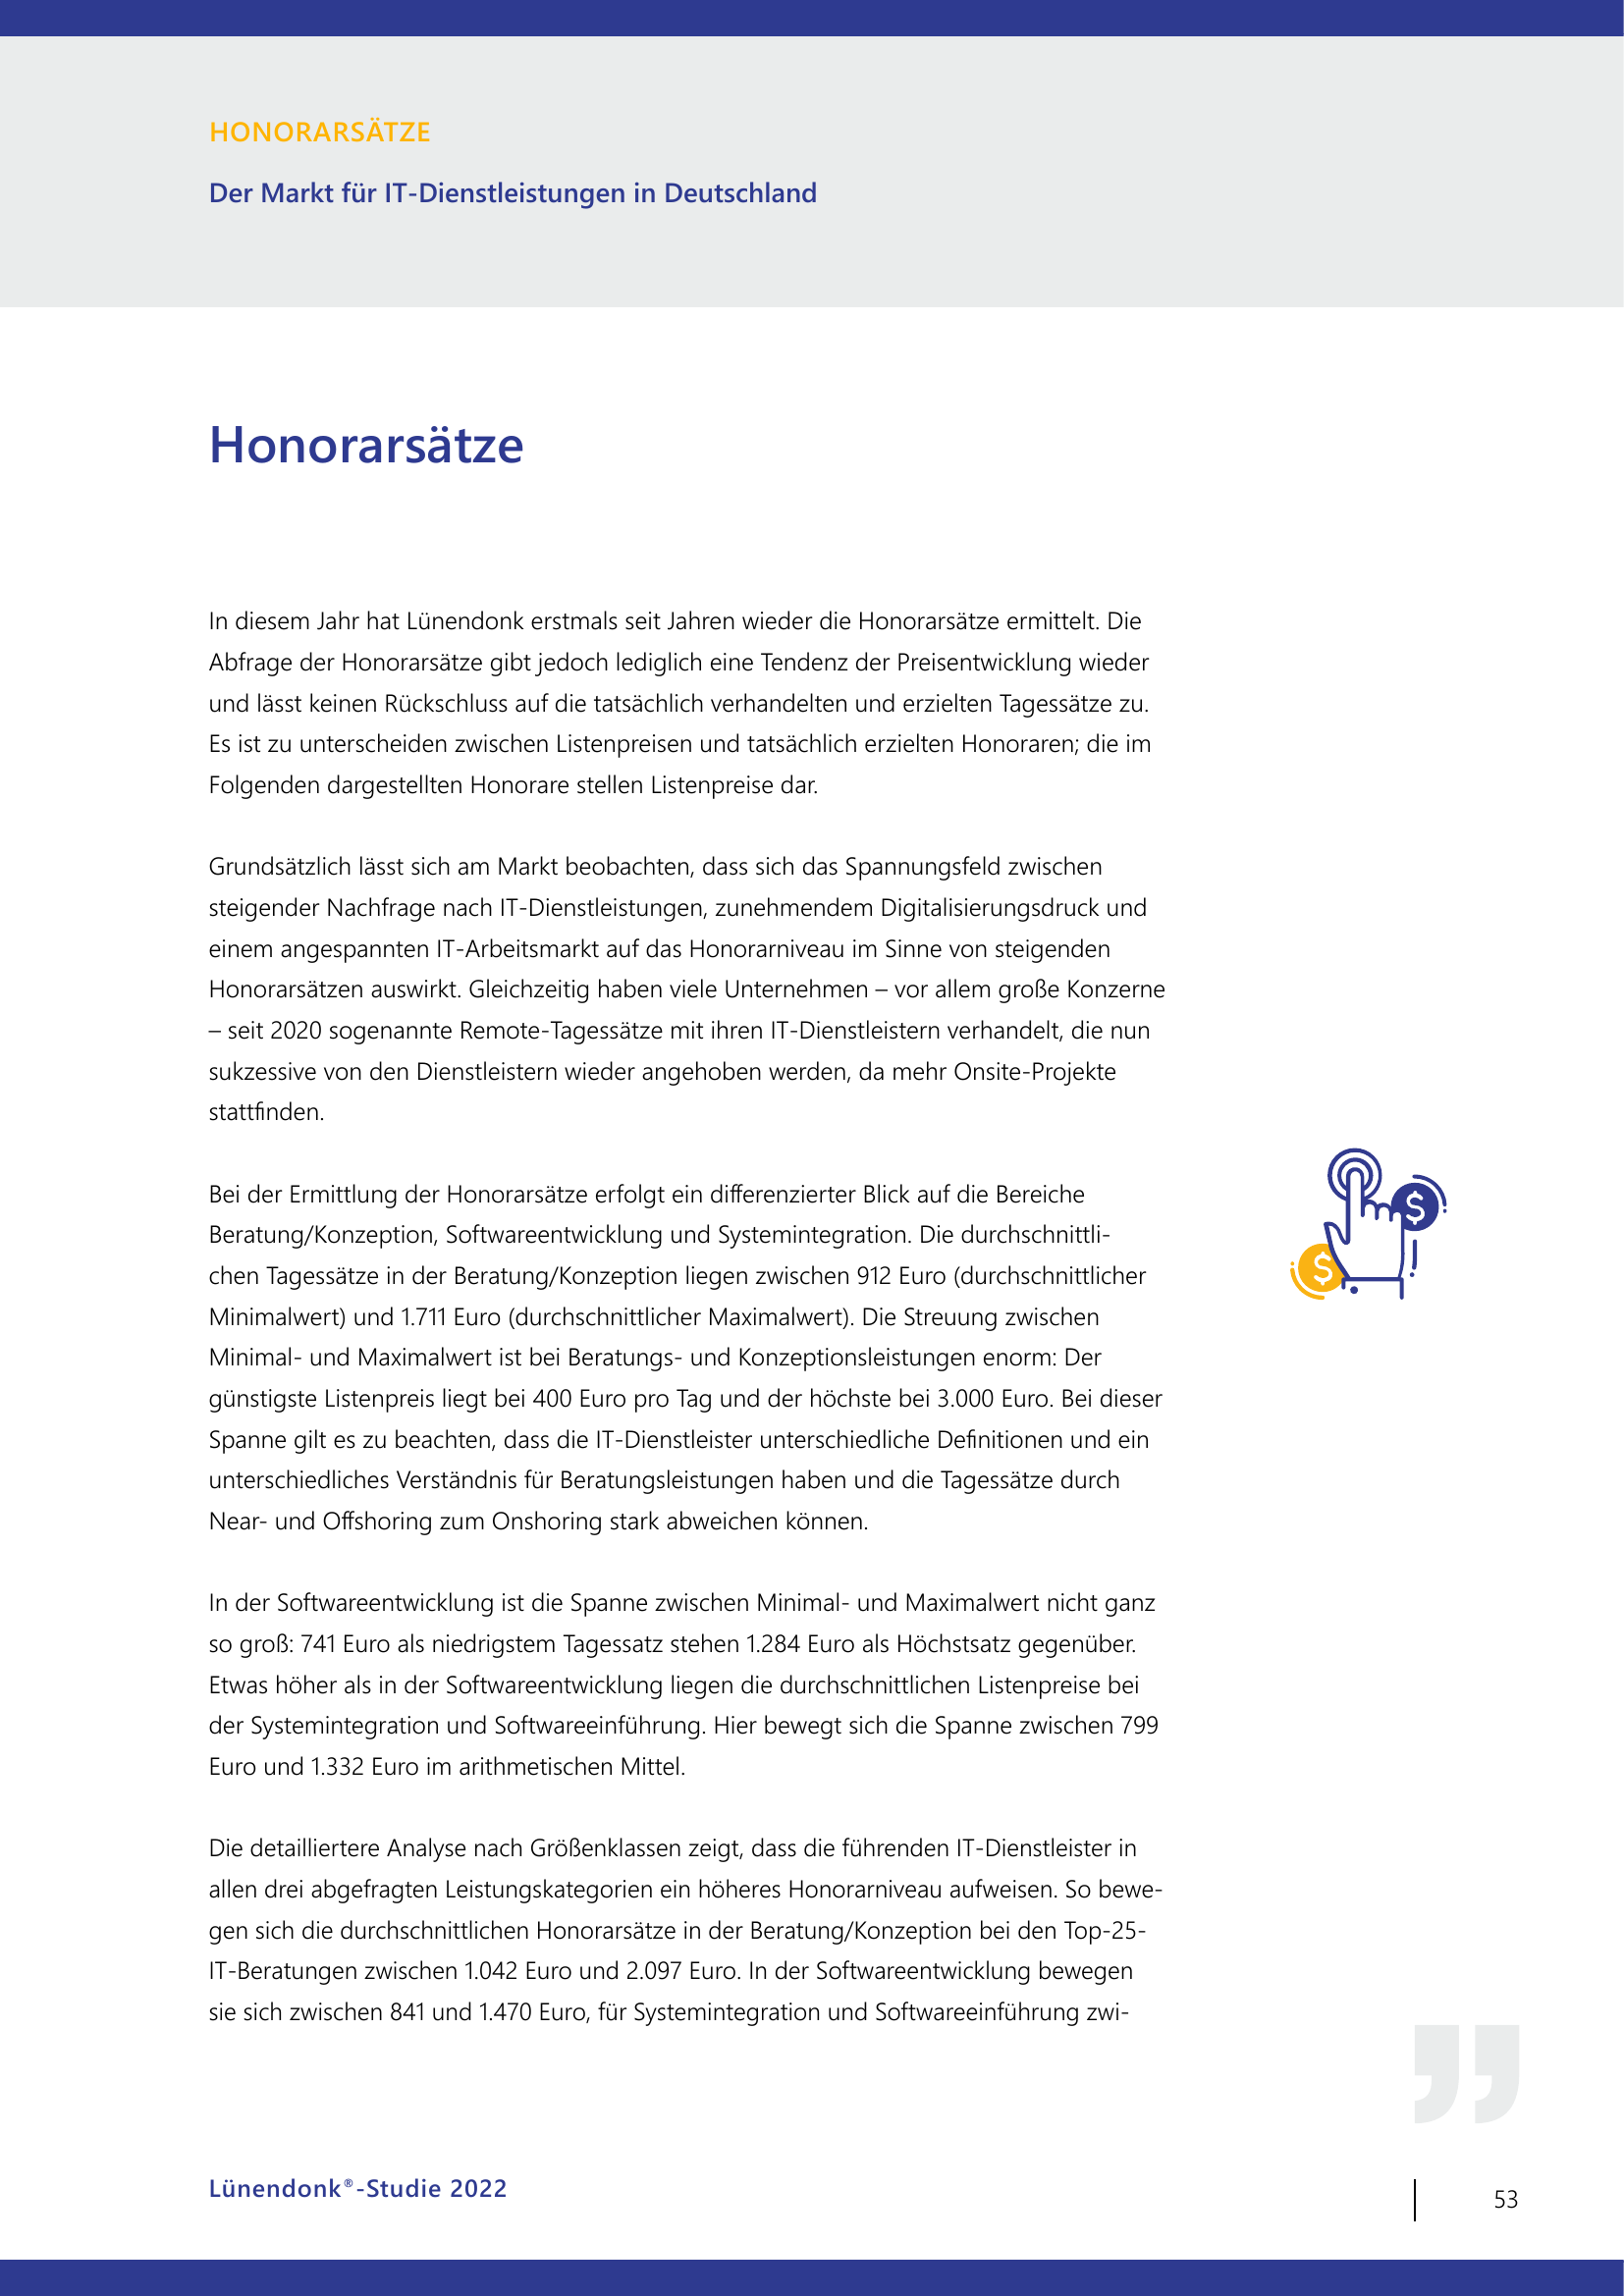 HONORARSÄTZE
Der Markt für IT-Dienstleistungen in Deutschland
Honorarsätze
In diesem Jahr hat Lünendonk erstmals seit Jahren wieder die Honorarsätze ermittelt. Die
Abfrage der Honorarsätze gibt jedoch lediglich eine Tendenz der Preisentwicklung wieder
und lässt keinen Rückschluss auf die tatsächlich verhandelten und erzielten Tagessätze zu.
Es ist zu unterscheiden zwischen Listenpreisen und tatsächlich erzielten Honoraren; die im
Folgenden dargestellten Honorare stellen Listenpreise dar.
Grundsätzlich lässt sich am Markt beobachten, dass sich das Spannungsfeld zwischen
steigender Nachfrage nach IT-Dienstleistungen, zunehmendem Digitalisierungsdruck und
einem angespannten IT-Arbeitsmarkt auf das Honorarniveau im Sinne von steigenden
Honorarsätzen auswirkt. Gleichzeitig haben viele Unternehmen – vor allem große Konzerne
– seit 2020 sogenannte Remote-Tagessätze mit ihren IT-Dienstleistern verhandelt, die nun
sukzessive von den Dienstleistern wieder angehoben werden, da mehr Onsite-Projekte
stattfinden.
Bei der Ermittlung der Honorarsätze erfolgt ein differenzierter Blick auf die Bereiche
Beratung/Konzeption, Softwareentwicklung und Systemintegration. Die durchschnittli-
chen Tagessätze in der Beratung/Konzeption liegen zwischen 912 Euro (durchschnittlicher
Minimalwert) und 1.711 Euro (durchschnittlicher Maximalwert). Die Streuung zwischen
Minimal- und Maximalwert ist bei Beratungs- und Konzeptionsleistungen enorm: Der
günstigste Listenpreis liegt bei 400 Euro pro Tag und der höchste bei 3.000 Euro. Bei dieser
Spanne gilt es zu beachten, dass die IT-Dienstleister unterschiedliche Definitionen und ein
unterschiedliches Verständnis für Beratungsleistungen haben und die Tagessätze durch
Near- und Offshoring zum Onshoring stark abweichen können.
In der Softwareentwicklung ist die Spanne zwischen Minimal- und Maximalwert nicht ganz
so groß: 741 Euro als niedrigstem Tagessatz stehen 1.284 Euro als Höchstsatz gegenüber.
Etwas höher als in der Softwareentwicklung liegen die durchschnittlichen Listenpreise bei
der Systemintegration und Softwareeinführung. Hier bewegt sich die Spanne zwischen 799
Euro und 1.332 Euro im arithmetischen Mittel.
Die detailliertere Analyse nach Größenklassen zeigt, dass die führenden IT-Dienstleister in
allen drei abgefragten Leistungskategorien ein höheres Honorarniveau aufweisen. So bewe-
gen sich die durchschnittlichen Honorarsätze in der Beratung/Konzeption bei den Top-25-
IT-Beratungen zwischen 1.042 Euro und 2.097 Euro. In der Softwareentwicklung bewegen
sie sich zwischen 841 und 1.470 Euro, für Systemintegration und Softwareeinführung zwi-
Lünendonk®-Studie 2022
53